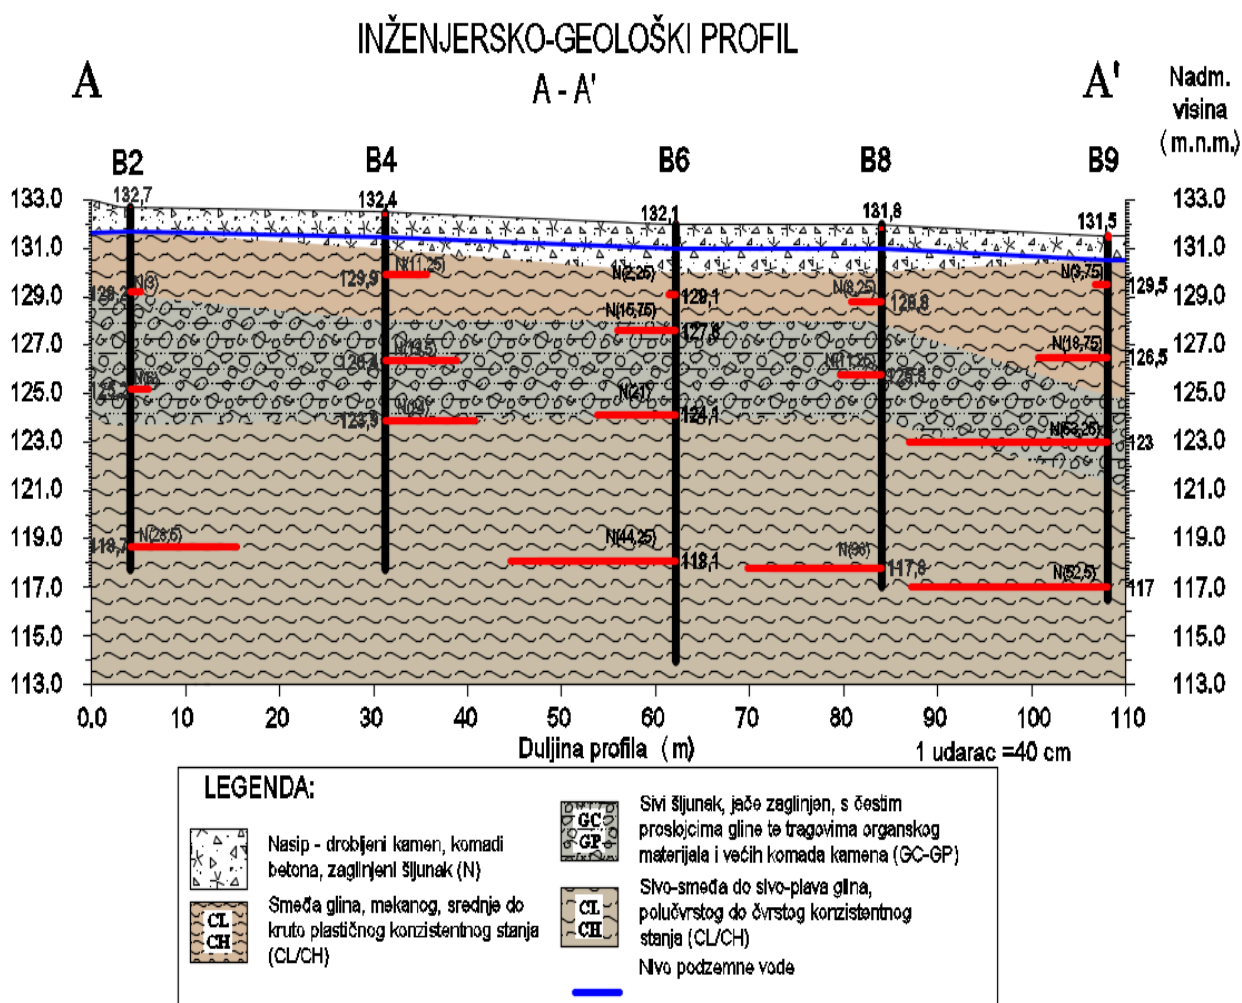 INŽENJERSKO-GEOLOŠKI PROFIL
A A - A' A'
Nadm.
visina
(m.n.m.)
B2 B4 B6 B8 B9
132,7 132,4 132,1 131,8 131,5
133.0 133.0
131.0 131.0
129.0 129.0
127.0 127.0
125.0 125.0
123.0 123.0
121.0 121.0
119.0 119.0
117.0 117.0
115.0 115.0
113.0 113.0
N(3)
N(11,25)
129,9
N(2,25)
129,1
N(8,25)
128,8
N(3,75)
129,5
N(15,75)
127,6
N(18,75)
126,5
N(21)
124,1
123,9
N(53,25)
123
N(28,5)
118,7
N(44,25)
118,1
117,8
N(52,5)
117
0.0 10 20 30 40 50 60 70 80 90 100 110
Duljina profila (m)
1 udarac =40 cm
LEGENDA:
Nasip - drobljeni kamen, komadi
betona, zaglinjeni šljunak (N)
CL
CH
Smeđa glina, mekanog, srednje do
kruto plastičnog konzistentnog stanja
(CL/CH)
GC
GP
Sivi šljunak, jače zaglinjen, s čestim
proslojcima gline te tragovima organskog
materijala i većih komada kamena (GC-GP)
CL
CH
Sivo-smeđa do sivo-plava glina,
polučvrstog do čvrstog konzistentnog
stanja (CL/CH)
Nivo podzemne vode